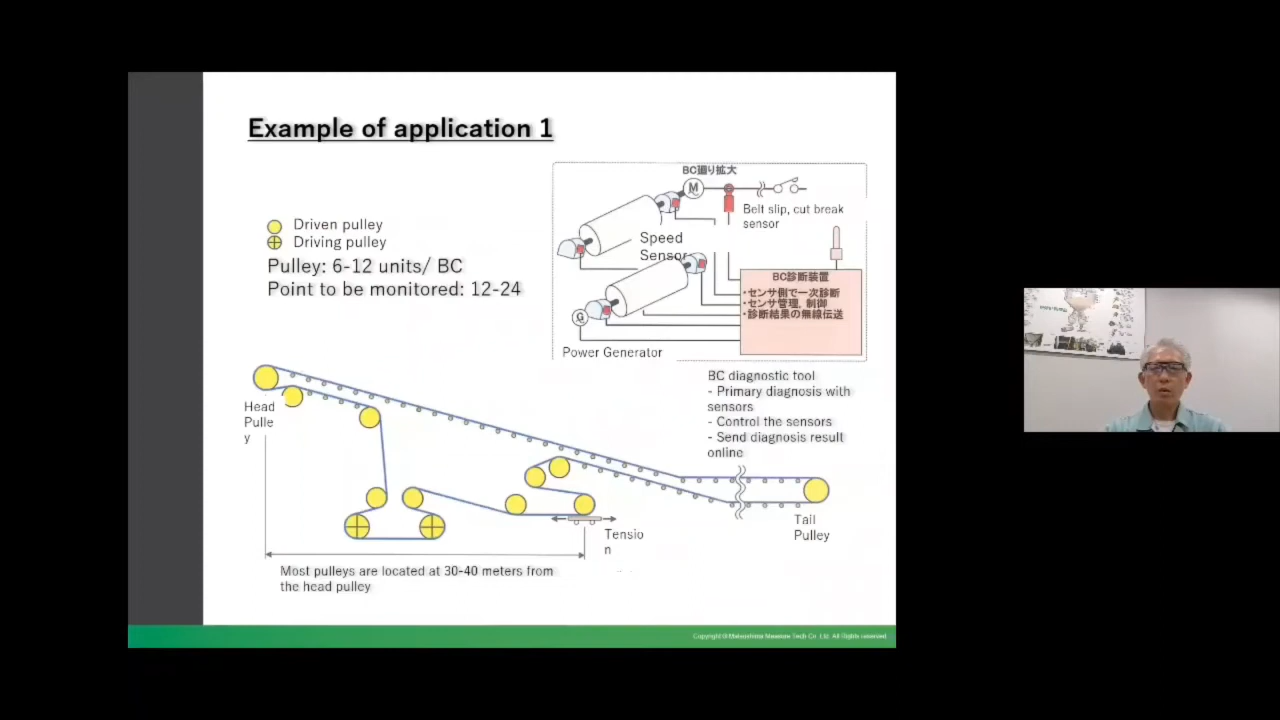 Example of application 1
Driven pulley
Driving pulley
Pulley: 6-12 units/ BC
Point to be monitored: 12-24
BC廻り拡大
M
Belt slip, cut break
sensor
Speed
Sensor
BC診断装置
・センサ側で一次診断
・センサ管理, 制御
・診断結果の無線伝送
G
Power Generator
BC diagnostic tool
- Primary diagnosis with
sensors
- Control the sensors
- Send diagnosis result
online
Head
Pulle
y
Tensio
n
Tail
Pulley
Most pulleys are located at 30-40 meters from
the head pulley
Copyright © Matsushima Measure Tech Co., Ltd. All Rights reserved.